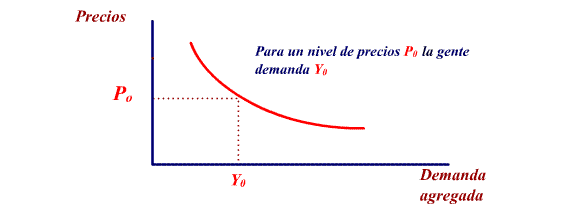 Precios
Para un nivel de precios P₀ la gente
demanda Y₀
Pₒ
Y₀
Demanda
agregada